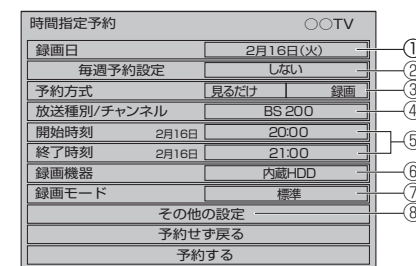 時間指定予約 ○○TV
録画日 2月16日(火) ①
毎週予約設定 しない ②
予約方式 見るだけ 録画 ③
放送種別/チャンネル BS 200 ④
開始時刻 2月16日 20:00 ⑤
終了時刻 2月16日 21:00
録画機器 内蔵HDD ⑥
録画モード 標準 ⑦
その他の設定 ⑧
予約せず戻る
予約する